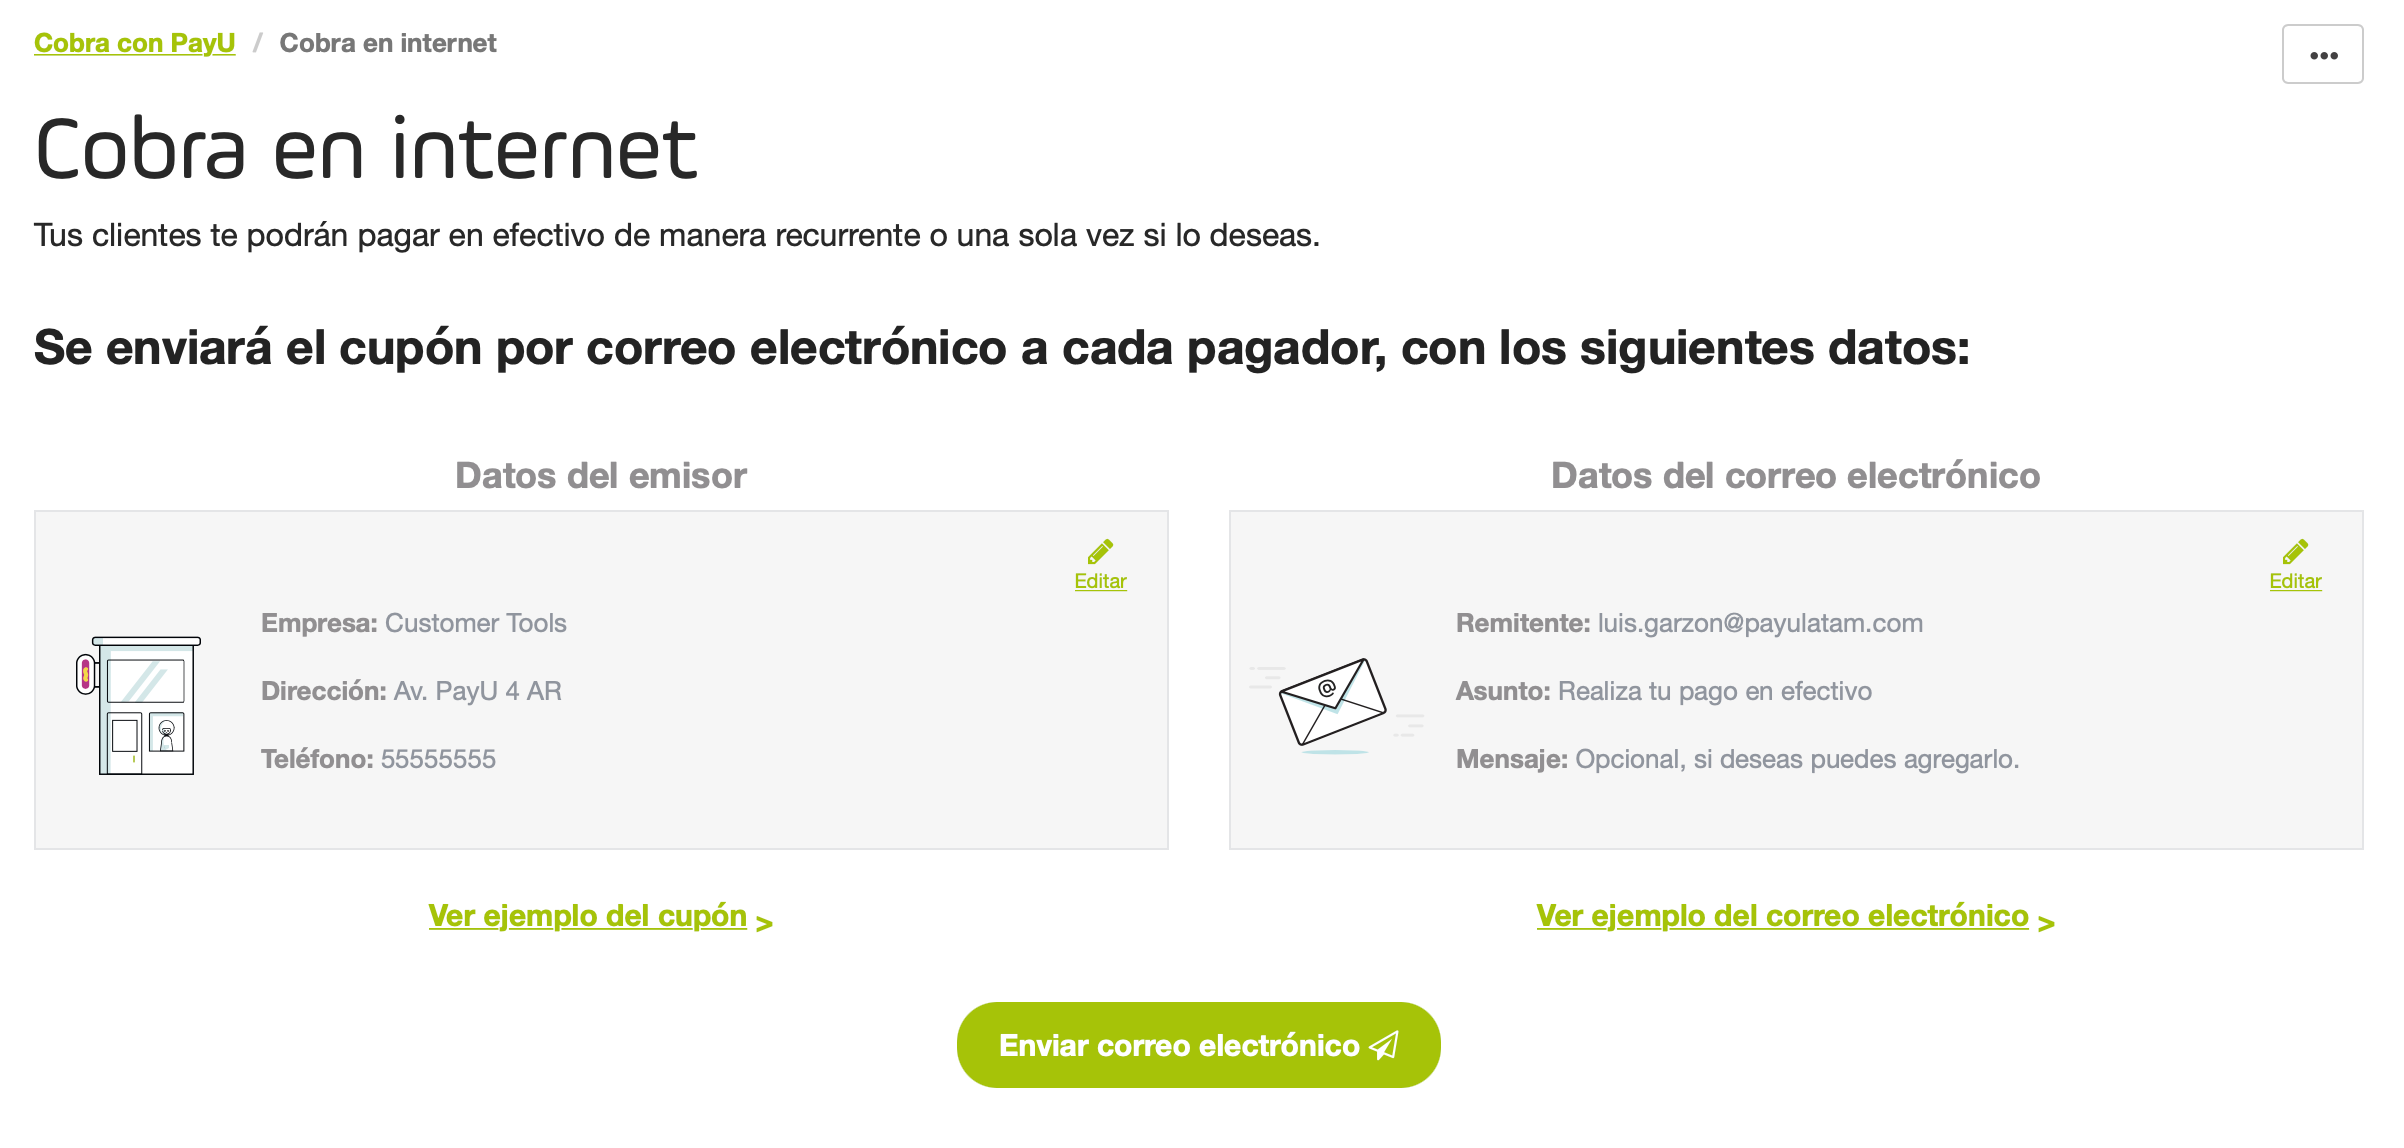 Cobra con PayU / Cobra en internet
•••
Cobra en internet
Tus clientes te podrán pagar en efectivo de manera recurrente o una sola vez si lo deseas.
Se enviará el cupón por correo electrónico a cada pagador, con los siguientes datos:
Datos del emisor
Editar
Empresa: Customer Tools
Dirección: Av. PayU 4 AR
Teléfono: 55555555
Ver ejemplo del cupón >
Datos del correo electrónico
Editar
@
Remitente: luis.garzon@payulatam.com
Asunto: Realiza tu pago en efectivo
Mensaje: Opcional, si deseas puedes agregarlo.
Ver ejemplo del correo electrónico >
Enviar correo electrónico